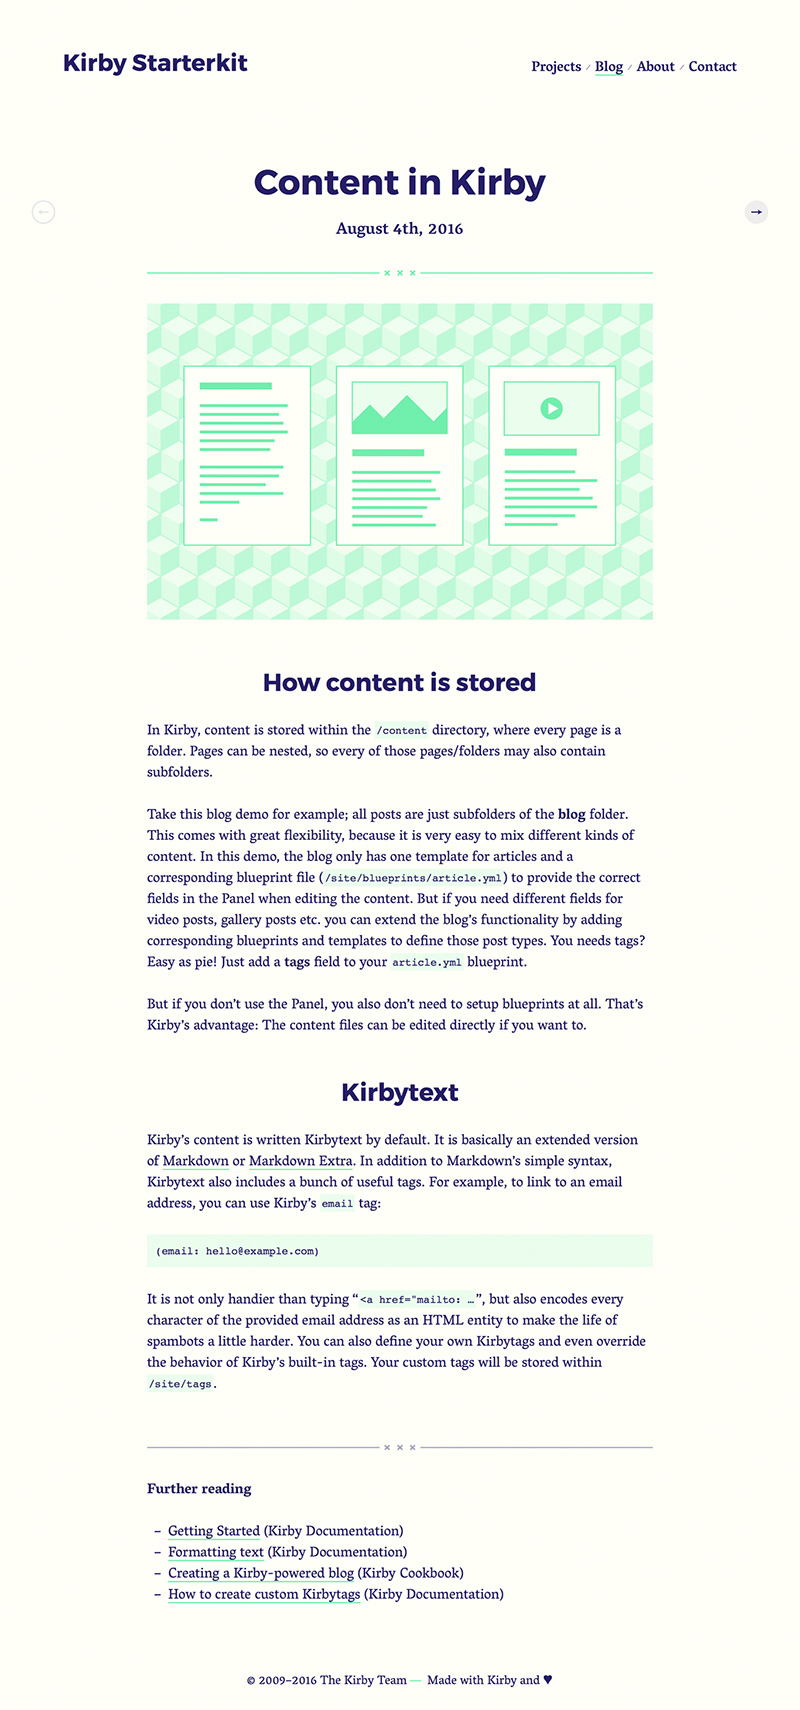 Kirby Starterkit
Projects / Blog / About / Contact
Content in Kirby
August 4th, 2016
How content is stored
In Kirby, content is stored within the /content directory, where every page is a
folder. Pages can be nested, so every of those pages/folders may also contain
subfolders.
Take this blog demo for example; all posts are just subfolders of the blog folder.
This comes with great flexibility, because it is very easy to mix different kinds of
content. In this demo, the blog only has one template for articles and a
corresponding blueprint file (/site/blueprints/article.yml) to provide the correct
fields in the Panel when editing the content. But if you need different fields for
video posts, gallery posts etc. you can extend the blog’s functionality by adding
corresponding blueprints and templates to define those post types. You needs tags?
Easy as pie! Just add a tags field to your article.yml blueprint.
But if you don’t use the Panel, you also don’t need to setup blueprints at all. That’s
Kirby’s advantage: The content files can be edited directly if you want to.
Kirbytext
Kirby’s content is written Kirbytext by default. It is basically an extended version
of Markdown or Markdown Extra. In addition to Markdown’s simple syntax,
Kirbytext also includes a bunch of useful tags. For example, to link to an email
address, you can use Kirby’s email tag:
(email: hello@example.com)
It is not only handier than typing “<a href="mailto: …”, but also encodes every
character of the provided email address as an HTML entity to make the life of
spambots a little harder. You can also define your own Kirbytags and even override
the behavior of Kirby’s built-in tags. Your custom tags will be stored within
/site/tags.
Further reading
– Getting Started (Kirby Documentation)
– Formatting text (Kirby Documentation)
– Creating a Kirby-powered blog (Kirby Cookbook)
– How to create custom Kirbytags (Kirby Documentation)
© 2009–2016 The Kirby Team — Made with Kirby and ♥